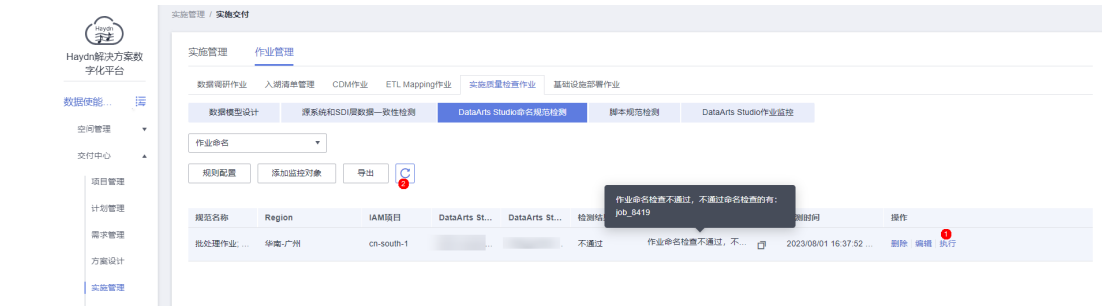 实施管理 / 实施交付
Haydn
Haydn解决方案数
字化平台
数据使能...
空间管理
交付中心
项目管理
计划管理
需求管理
方案设计
实施管理
实施管理 作业管理
数据调研作业 入湖清单管理 CDM作业 ETL Mapping作业 实施质量检查作业 基础设施部署作业
数据模型设计 源系统和SDI层数据一致性检测 DataArts Studio命名规范检测 脚本规范检测 DataArts Studio作业监控
作业命名
规则配置 添加监控对象 导出
2
作业命名检查不通过，不通过命名检查的有：
job_8419
规范名称 Region IAM项目 DataArts St... DataArts St... 检测结 测时间 操作
1
批处理作业; ... 华南-广州 cn-south-1 ... . 不通过 作业命名检查不通过，不... 2023/08/01 16:37:52 ... 删除 编辑 执行